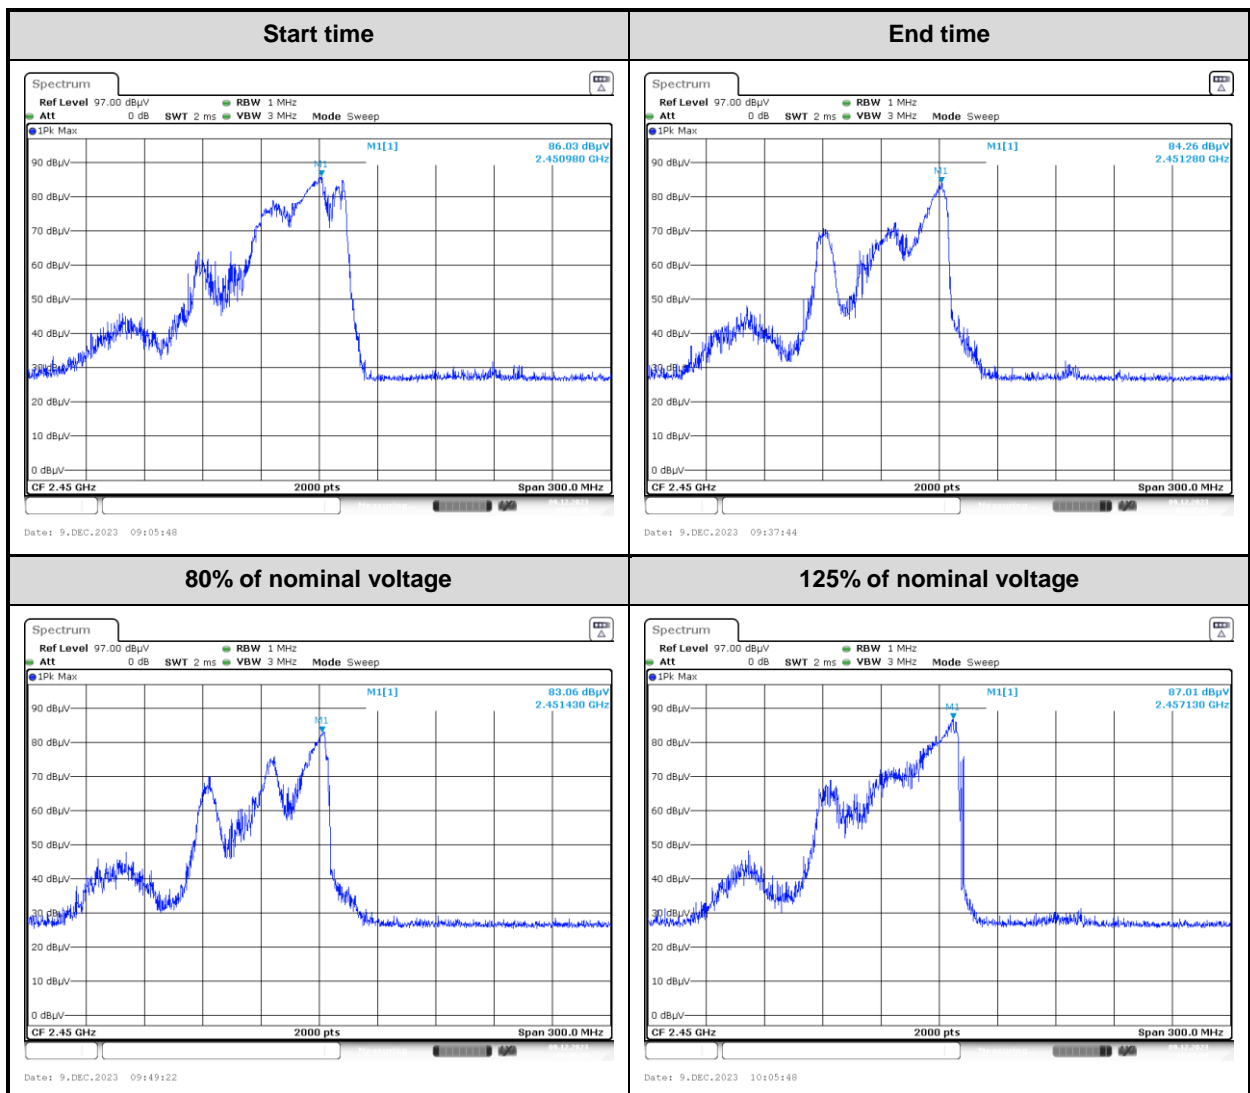 Start time
End time
Spectrum
Ref Level 97.00 dBµV RBW 1 MHz
Att 0 dB SWT 2 ms VBW 3 MHz Mode Sweep
1Pk Max
M1[1] 86.03 dBµV
2.450980 GHz
M1
90 dBµV
80 dBµV
70 dBµV
60 dBµV
50 dBµV
40 dBµV
30 dBµV
20 dBµV
10 dBµV
0 dBµV
CF 2.45 GHz 2000 pts Span 300.0 MHz
Date: 9.DEC.2023 09:05:48
Spectrum
Ref Level 97.00 dBµV RBW 1 MHz
Att 0 dB SWT 2 ms VBW 3 MHz Mode Sweep
1Pk Max
M1[1] 84.26 dBµV
2.451280 GHz
M1
90 dBµV
80 dBµV
70 dBµV
60 dBµV
50 dBµV
40 dBµV
30 dBµV
20 dBµV
10 dBµV
0 dBµV
CF 2.45 GHz 2000 pts Span 300.0 MHz
Date: 9.DEC.2023 09:37:44
80% of nominal voltage
125% of nominal voltage
Spectrum
Ref Level 97.00 dBµV RBW 1 MHz
Att 0 dB SWT 2 ms VBW 3 MHz Mode Sweep
1Pk Max
M1[1] 83.06 dBµV
2.451430 GHz
M1
90 dBµV
80 dBµV
70 dBµV
60 dBµV
50 dBµV
40 dBµV
30 dBµV
20 dBµV
10 dBµV
0 dBµV
CF 2.45 GHz 2000 pts Span 300.0 MHz
Date: 9.DEC.2023 09:49:22
Spectrum
Ref Level 97.00 dBµV RBW 1 MHz
Att 0 dB SWT 2 ms VBW 3 MHz Mode Sweep
1Pk Max
M1[1] 87.01 dBµV
2.457130 GHz
M1
90 dBµV
80 dBµV
70 dBµV
60 dBµV
50 dBµV
40 dBµV
30 dBµV
20 dBµV
10 dBµV
0 dBµV
CF 2.45 GHz 2000 pts Span 300.0 MHz
Date: 9.DEC.2023 10:05:48